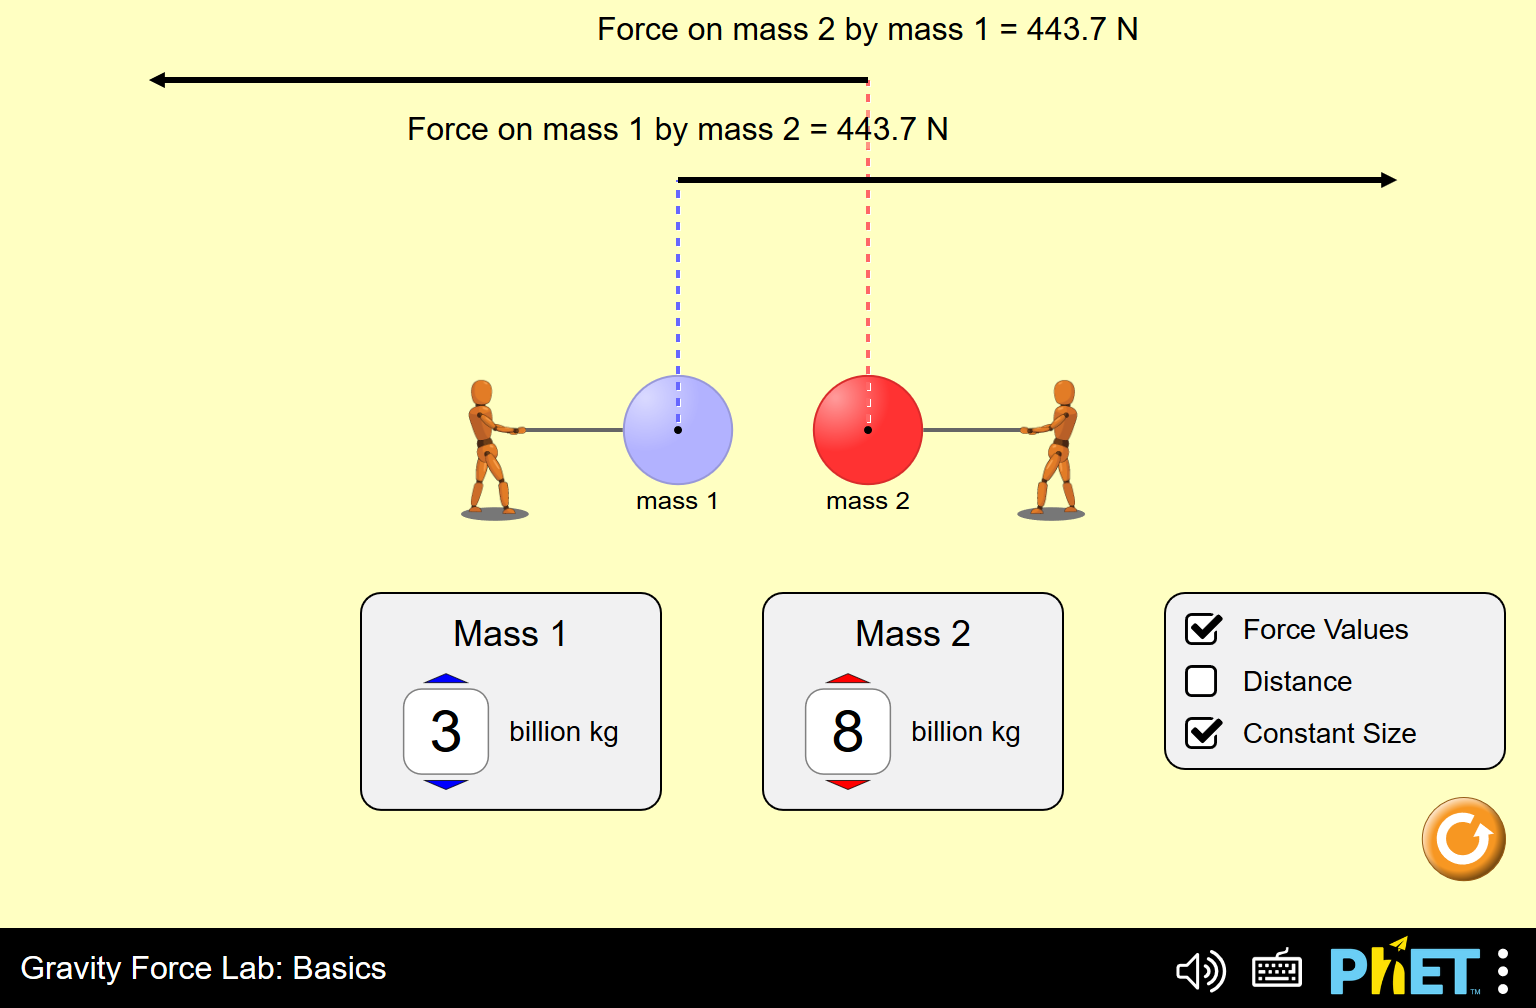 Force on mass 2 by mass 1 = 443.7 N
Force on mass 1 by mass 2 = 443.7 N
mass 1
mass 2
Mass 1
3 billion kg
Mass 2
8 billion kg
Force Values
Distance
Constant Size
Gravity Force Lab: Basics
PhET™